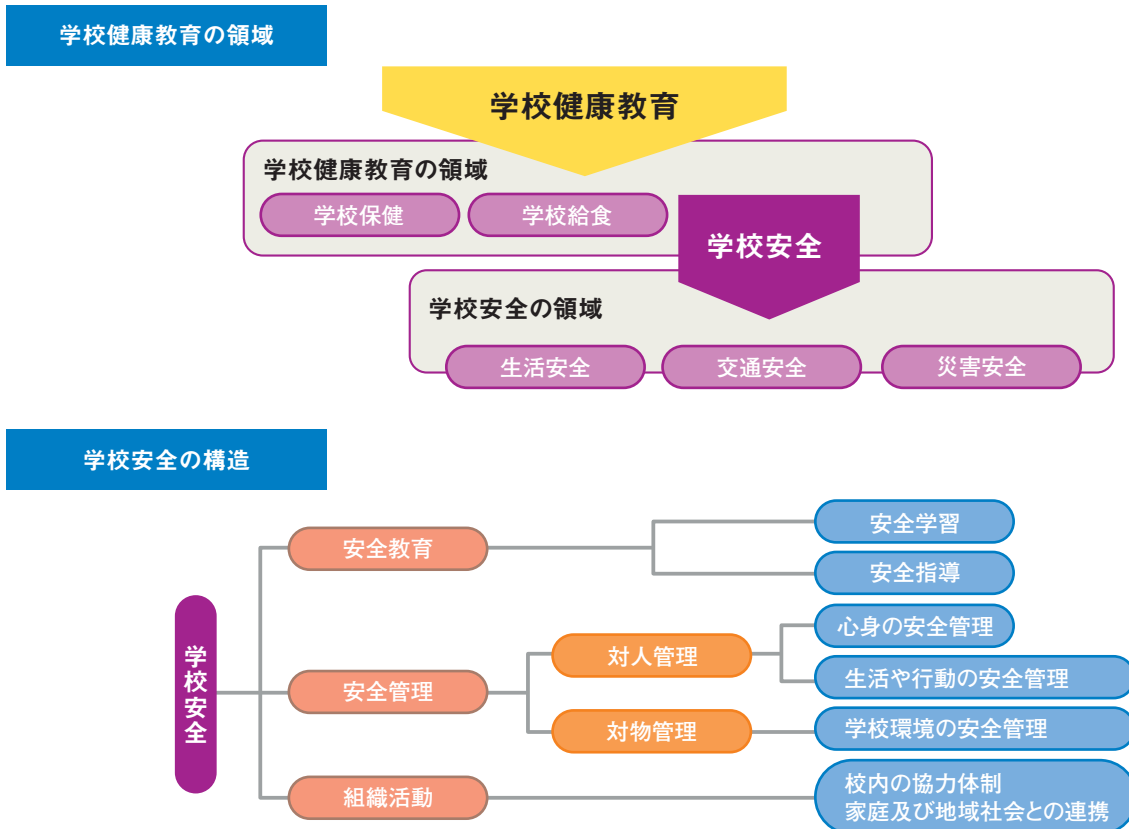 学校健康教育の領域
学校健康教育
学校健康教育の領域
学校保健
学校給食
学校安全
学校安全の領域
生活安全
交通安全
災害安全
学校安全の構造
学校安全
安全教育
安全学習
安全指導
安全管理
対人管理
心身の安全管理
生活や行動の安全管理
対物管理
学校環境の安全管理
組織活動
校内の協力体制
家庭及び地域社会との連携